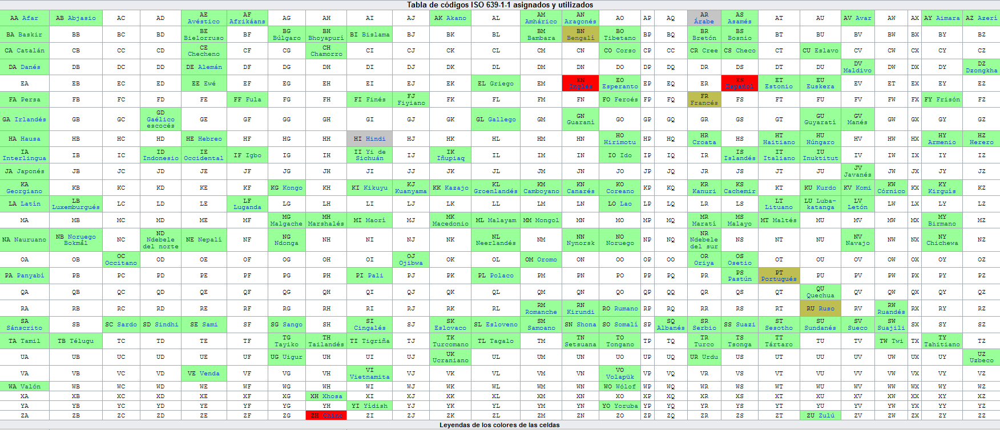 Tabla de códigos ISO 639-1-1 asignados y utilizados
AA Afar AB Abjasio AC AD AE Avéstico AF Afrikáans AG AH AI AJ AK Akano AL AM Amhárico AN Aragonés AO AP AQ AR Árabe AS Asamés AT AU AV Avar AW AX AY Aimara AZ Azerí
BA Baskir BB BC BD BE Bielorruso BF BG Búlgaro BH Bhoyapurí BI Bislama BJ BK BL BM Bambara BN Bengalí BO Tibetano BP BQ BR Bretón BS Bosnio BT BU BV BW BX BY BZ
CA Catalán CB CC CD CE Checheno CF CG CH Chamorro CI CJ CK CL CM CN CO Corso CP CC CR Cree CS Checo CT CU Eslavo CV CW CX CY CZ
DA Danés DB DC DD DE Alemán DF DG DH DI DJ DK DL DM DN DO DP DQ DR DS DT DU DV Maldivo DW DX DY DZ Dzongkha
EA EB EC ED EE Ewé EF EG EH EI EJ EK EL Griego EM EN Inglés EO Esperanto EP EQ ER ES Español ET Estonio EU Euskera EV ET EX EY EZ
FA Persa FB FC FD FE FF Fula FG FH FI Finés FJ Fiyiano FK FL FM FN FO Feroés FP FQ FR Francés FS FT FU FV FW FX FY Frisón FZ
GA Irlandés GB GC GD Gaélico escocés GE GF GG GH GI GJ GK GL Gallego GM GN Guaraní GO GP GQ GR GS GT GU Guyaratí GV Manés GW GX GY GZ
HA Hausa HB HC HD HE Hebreo HF HG HH HI Hindi HJ HK HL HM HN HO Hirimotu HP HQ HR Croata HS HT Haitiano HU Húngaro HV HW HX HY Armenio HZ Herero
IA Interlingua IB IC ID Indonesio IE Occidental IF Igbo IG IH II Yi de Sichuán IJ IK Iñupiaq IL IM IN IO Ido IP IQ IR IS Islandés IT Italiano IU Inuktitut IV IW IX IY IZ
JA Japonés JB JC JD JE JF JG JH JI JJ JK JL JM JN JO JP JQ JR JS JT JU JV Javanés JW JX JY JZ
KA Georgiano KB KC KD KE KF KG Kongo KH KI Kikuyu KJ Kuanyama KK Kazajo KL Groenlandés KM Camboyano KN Canarés KO Coreano KP KQ KR Kanuri KS Cachemir KT KU Kurdo KV Komi KW Córnico KX KY Kirguís KZ
LA Latín LB Luxemburgués LC LD LE LF Luganda LG LH LI LJ LK LL LM LN LO Lao LP LQ LR LS LT Lituano LU Luba-katanga LV Letón LW LX LY LZ
MA MB MC MD ME MF MG Malgache MH Marshalés MI Maorí MJ MK Macedonio ML Malayam MM Mongol MN MO MP MQ MR Maratí MS Malayo MT Maltés MU MV MW MX MY Birmano MZ
NA Nauruano NB Noruego Bokmål NC ND Ndebele del norte NE Nepalí NF NG Ndonga NH NI NJ NK NL Neerlandés NM NN Nynorsk NO Noruego NP NQ NR Ndebele del sur NS NT NU NV Navajo NW NX NY Chichewa NZ
OA OB OC Occitano OD OE OF OG OH OI OJ Ojibwa OK OL OM Oromo ON OO OP OO OR Oriya OS Osetio OT OU OV OW OX OY OZ
PA Panyabí PB PC PD PE PF PG PH PI Pali PJ PK PL Polaco PM PN PO PP PQ PR PS Pastún PT Portugués PU PV PW PX PY PZ
QA QB QC QD QE QF QG QH QI QJ QK QL QM QN QO QP QQ QR QS QT QU Quechua QV QW QX QY QZ
RA RB RC RD RE RF RG RH RI RJ RK RL RM Romanche RN Kirundi RO Rumano RP RQ RR RS RT RU Ruso RV RW Ruandés RX RY RZ
SA Sánscrito SB SC Sardo SD Sindhi SE Sami SF SG Sango SH SI Cingalés SJ SK Eslovaco SL Esloveno SM Samoano SN Shona SO Somalí SP SQ Albanés SR Serbio SS Suazi ST Sesotho SU Sundanés SV Sueco SW Suajili SX SY SZ
TA Tamil TB Télugu TC TD TE TF TG Tayiko TH Tailandés TI Tigriña TJ TK Turcomano TL Tagalo TM TN Setsuana TO Tongano TP TQ TR Turco TS Tsonga TT Tártaro TU TV TW Twi TX TY Tahitiano TZ
UA UB UC UD UE UF UG Uigur UH UI UJ UK Ucraniano UL UM UN UO UP UQ UR Urdu US UT UU UV UW UX UY UZ Uzbeco
VA VB VC VD VE Venda VF VG VH VI Vietnamita VJ VK VL VM VN VO Volapük VP VQ VR VS VT VU VV VW VX VY VZ
WA Valón WB WC WD WE WF WG WH WI WJ WK WL WM WN WO Wólof WP WQ WR WS WT WU WV WW WX WY WZ
XA XB XC XD XE XF XG XH Xhosa XI XJ XK XL XM XN XO XP XQ XR XS XT XU XV XW XX XY XZ
YA YB YC YD YE YF YG YH YI Yídish YJ YK YL YM YN YO Yoruba YP YQ YR YS YT YU YV YW YX YY YZ
ZA ZB ZC ZD ZE ZF ZG ZH Chino ZI ZJ ZK ZL ZM ZN ZO ZP ZQ ZR ZS ZT ZU Zulú ZV ZW ZX ZY ZZ
Leyendas de los colores de las celdas